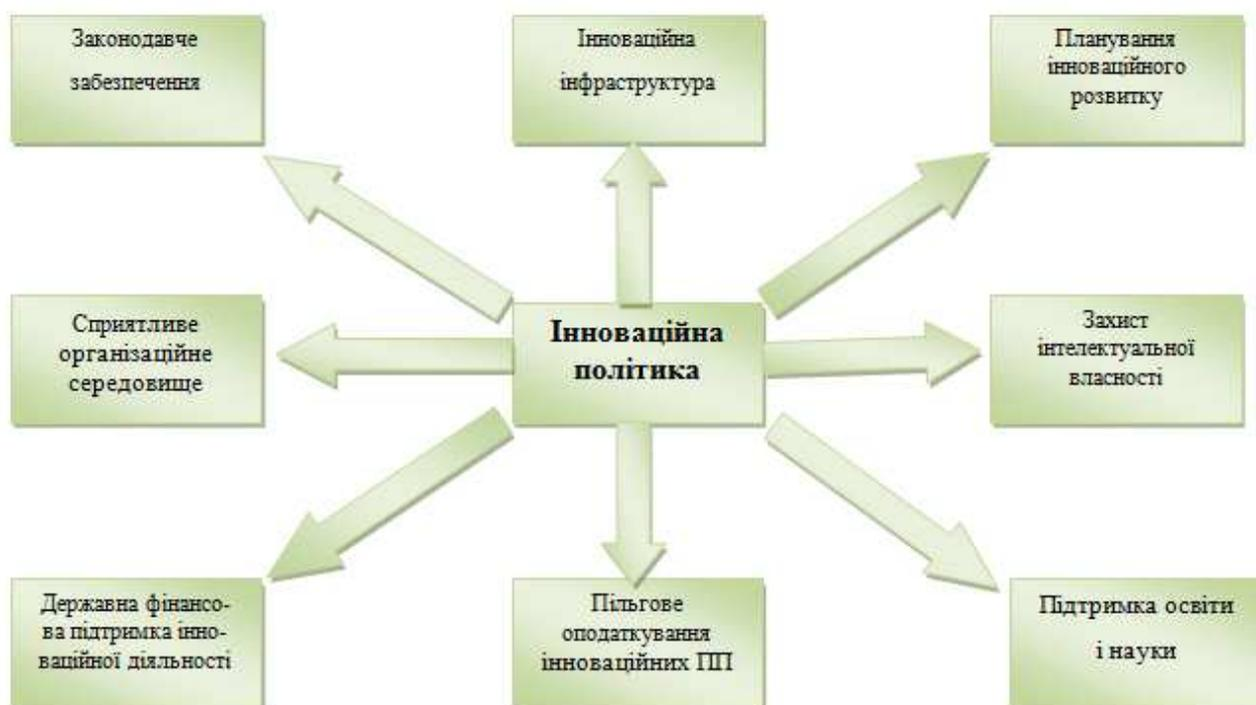 Законодавче
забезпечення
Інноваційна
інфраструктура
Планування
інноваційного
розвитку
Сприятливе
організаційне
середовище
Інноваційна
політика
Захист
інтелектуальної
власності
Державна фінансо-
ва підтримка інно-
ваційної діяльності
Пільгове
оподаткування
інноваційних ПП
Підтримка освіти
і науки